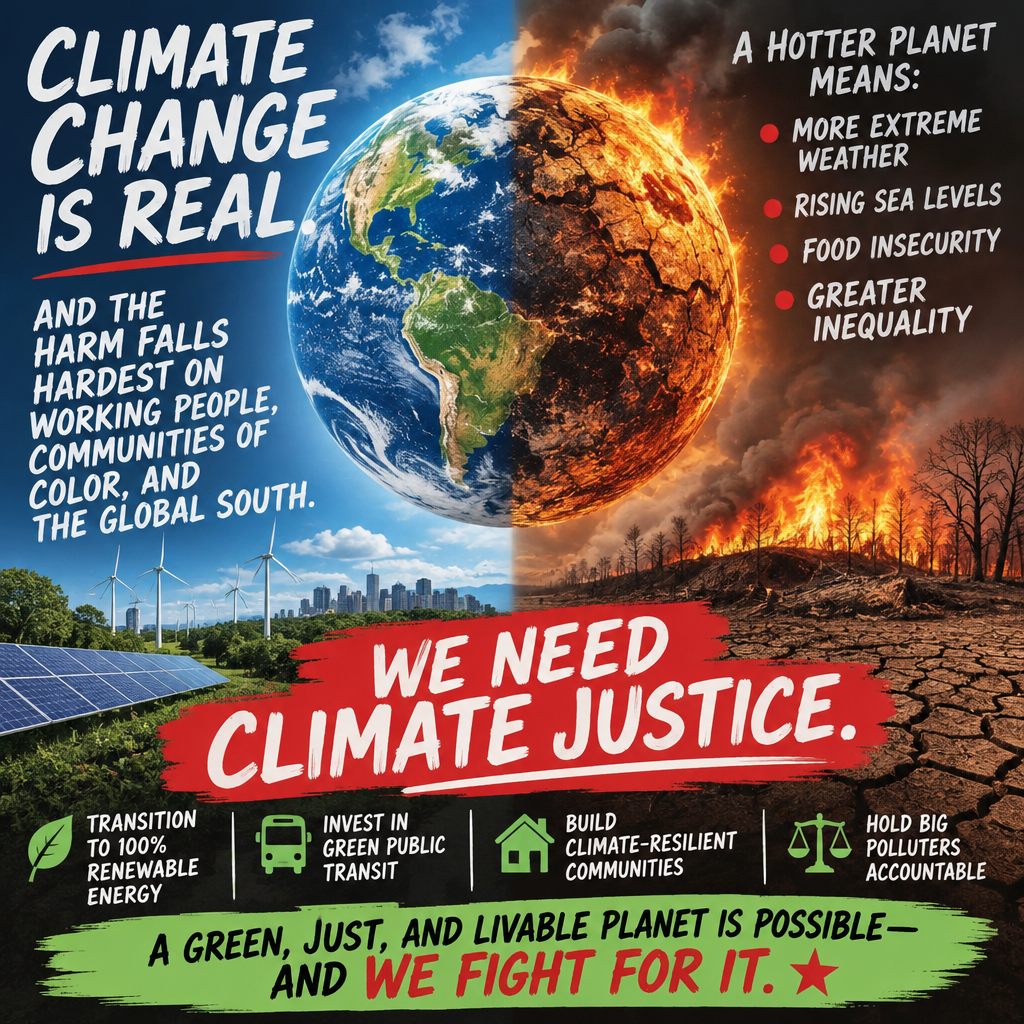 CLIMATE
CHANGE
IS REAL.
AND THE
HARM FALLS
HARDEST ON
WORKING PEOPLE,
COMMUNITIES OF
COLOR, AND
THE GLOBAL SOUTH.
A HOTTER PLANET
MEANS:
MORE EXTREME
WEATHER
RISING SEA LEVELS
FOOD INSECURITY
GREATER
INEQUALITY
WE NEED
CLIMATE JUSTICE.
TRANSITION
TO 100%
RENEWABLE
ENERGY
INVEST IN
GREEN PUBLIC
TRANSIT
BUILD
CLIMATE-RESILIENT
COMMUNITIES
HOLD BIG
POLLUTERS
ACCOUNTABLE
A GREEN, JUST, AND LIVABLE PLANET IS POSSIBLE—
AND WE FIGHT FOR IT. ★